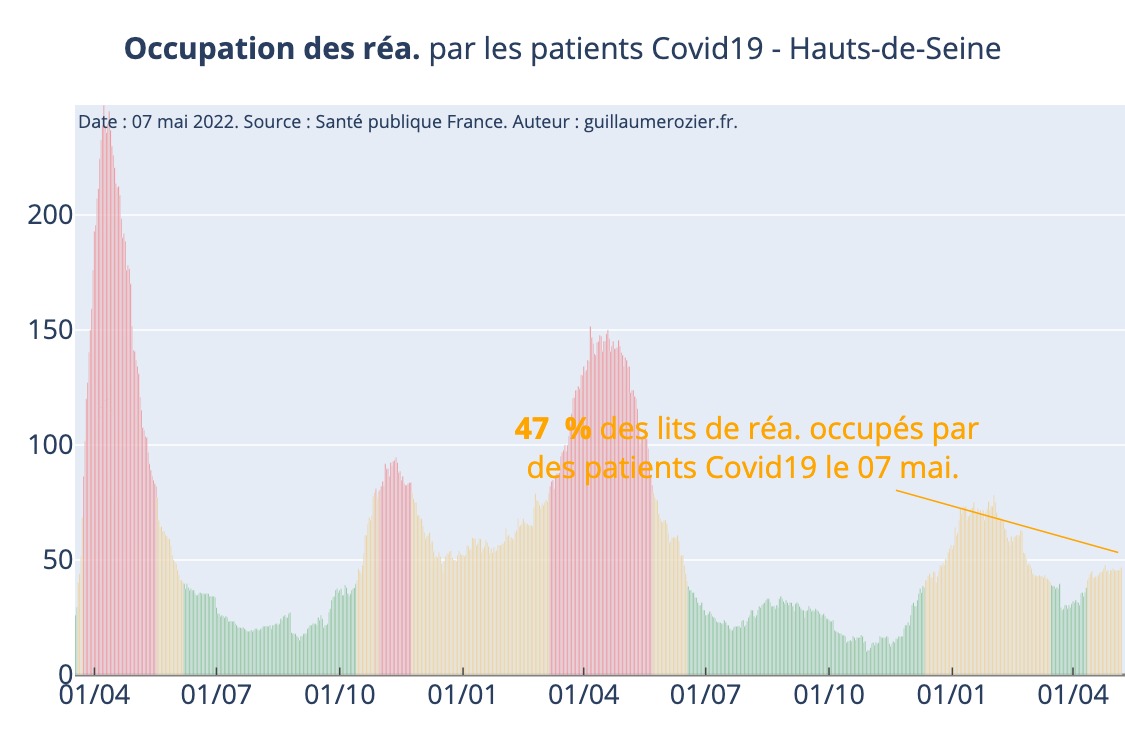 Occupation des réa. par les patients Covid19 - Hauts-de-Seine
Date : 07 mai 2022. Source : Santé publique France. Auteur : guillaumerozier.fr.
200
150
100
50
0
47 % des lits de réa. occupés par
des patients Covid19 le 07 mai.
01/04 01/07 01/10 01/01 01/04 01/07 01/10 01/01 01/04